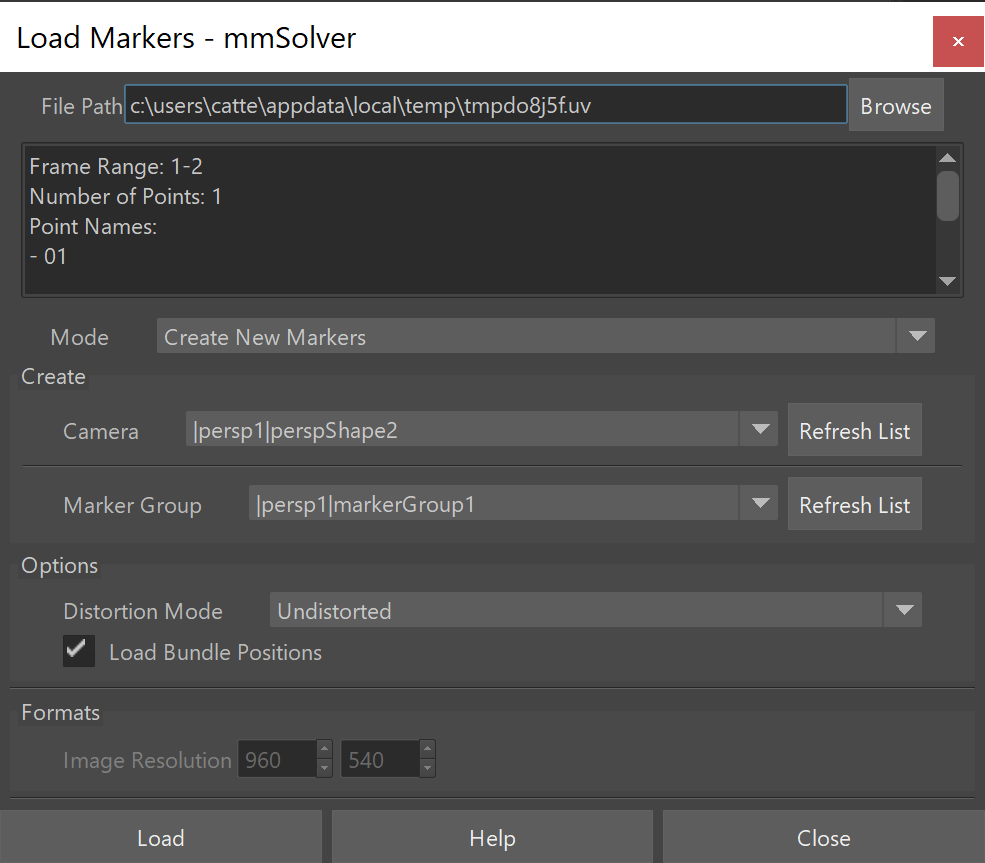 Load Markers - mmSolver
File Path c:\users\catte\appdata\local\temp\tmpdo8j5f.uv Browse
Frame Range: 1-2
Number of Points: 1
Point Names:
- 01
Mode Create New Markers
Create
Camera |persp1|perspShape2 Refresh List
Marker Group |persp1|markerGroup1 Refresh List
Options
Distortion Mode Undistorted
Load Bundle Positions
Formats
Image Resolution 960 540
Load Help Close